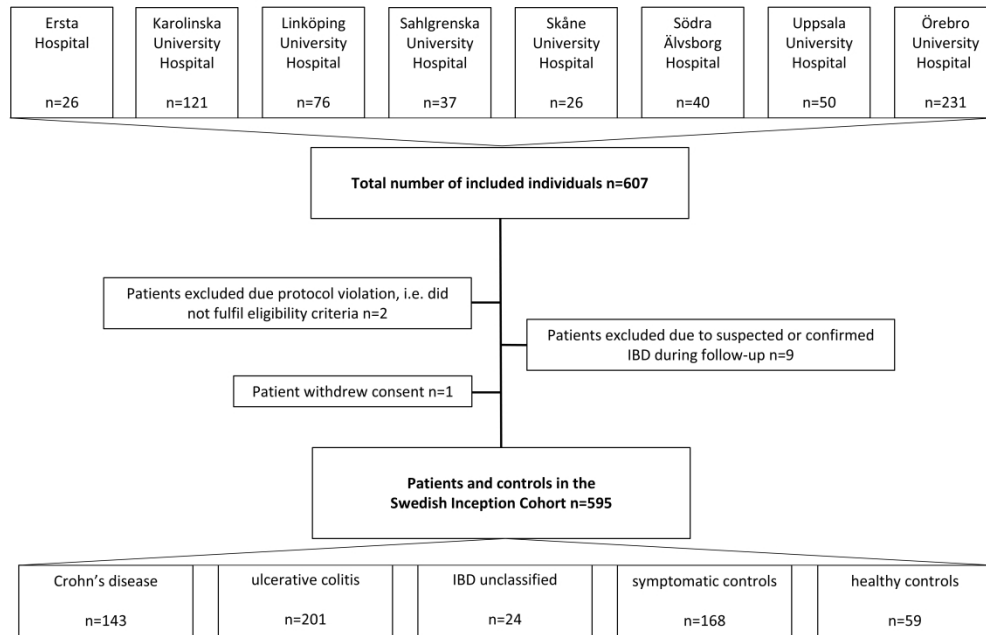 Ersta
Hospital
n=26
Karolinska
University
Hospital
n=121
Linköping
University
Hospital
n=76
Sahlgrenska
University
Hospital
n=37
Skåne
University
Hospital
n=26
Södra
Älvsborg
Hospital
n=40
Uppsala
University
Hospital
n=50
Örebro
University
Hospital
n=231
Total number of included individuals n=607
Patients excluded due protocol violation, i.e. did
not fulfil eligibility criteria n=2
Patients excluded due to suspected or confirmed
IBD during follow-up n=9
Patient withdrew consent n=1
Patients and controls in the
Swedish Inception Cohort n=595
Crohn's disease
n=143
ulcerative colitis
n=201
IBD unclassified
n=24
symptomatic controls
n=168
healthy controls
n=59